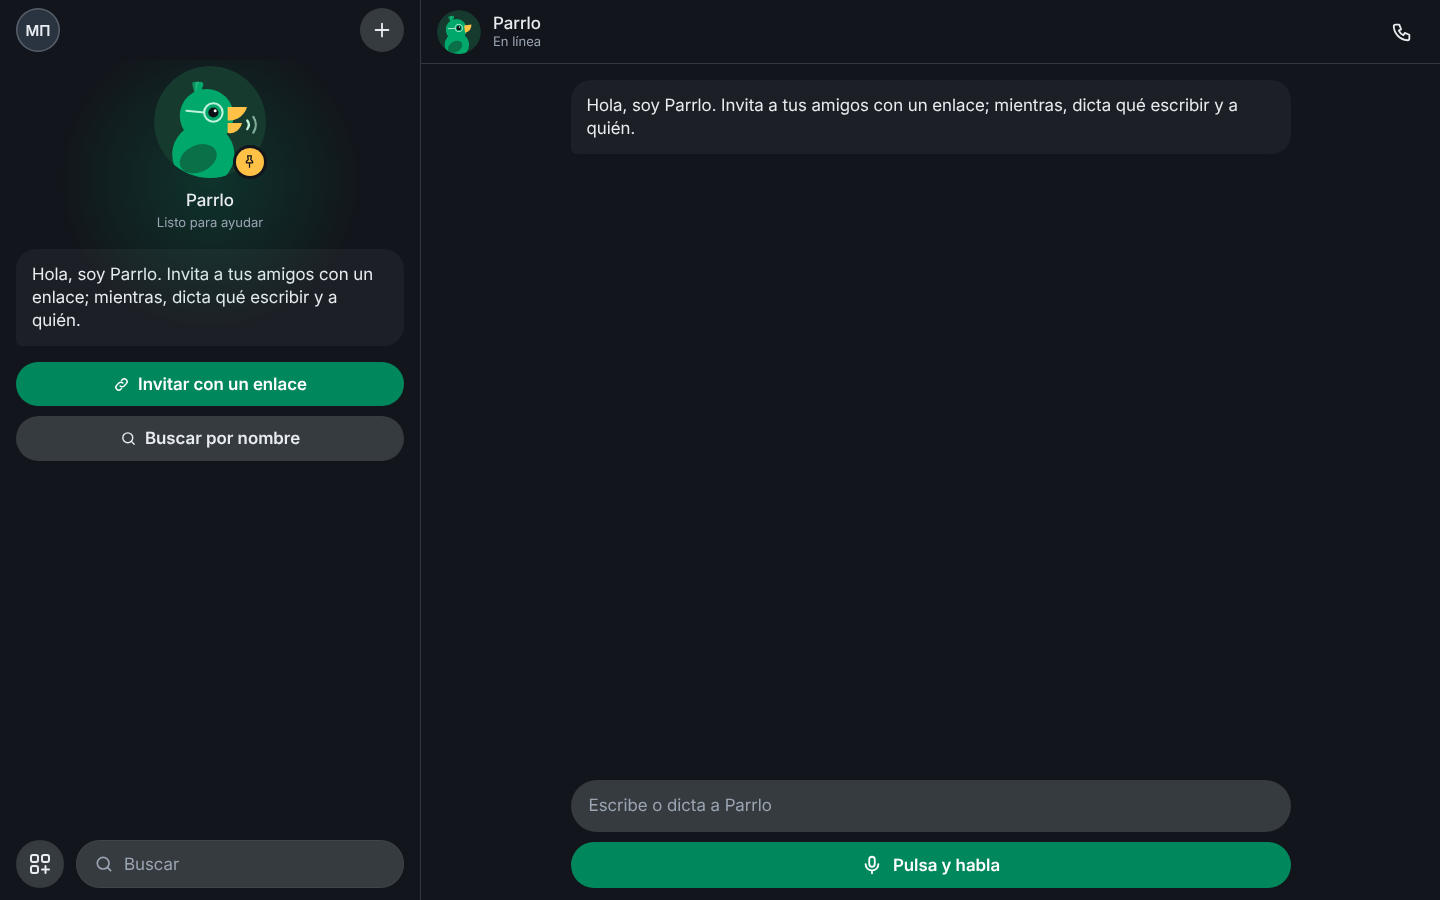 МП
Parrlo
Listo para ayudar
Hola, soy Parrlo. Invita a tus amigos con un
enlace; mientras, dicta qué escribir y a
quién.
Invitar con un enlace
Buscar por nombre
Buscar
Parrlo
En línea
Hola, soy Parrlo. Invita a tus amigos con un enlace; mientras, dicta qué escribir y a
quién.
Escribe o dicta a Parrlo
Pulsa y habla